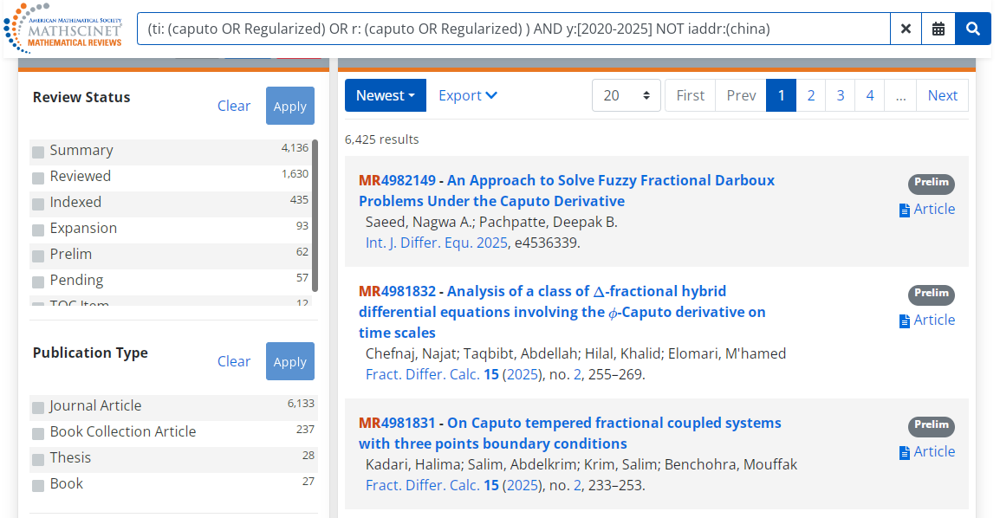 AMERICAN MATHEMATICAL SOCIETY
MATHSCINET
MATHEMATICAL REVIEWS
(ti: (caputo OR Regularized) OR r: (caputo OR Regularized) ) AND y:[2020-2025] NOT iaddr:(china)
Review Status
Clear
Apply
Summary 4,136
Reviewed 1,630
Indexed 435
Expansion 93
Prelim 62
Pending 57
TOC Item 12
Publication Type
Clear
Apply
Journal Article 6,133
Book Collection Article 237
Thesis 28
Book 27
Newest Export 20 First Prev 1 2 3 4 ... Next
6,425 results
MR4982149 - An Approach to Solve Fuzzy Fractional Darboux
Problems Under the Caputo Derivative
Saeed, Nagwa A.; Pachpatte, Deepak B.
Int. J. Differ. Equ. 2025, e4536339.
Prelim
Article
MR4981832 - Analysis of a class of Δ-fractional hybrid
differential equations involving the ϕ-Caputo derivative on
time scales
Chefnaj, Najat; Taqbibt, Abdellah; Hilal, Khalid; Elomari, M'hamed
Fract. Differ. Calc. 15 (2025), no. 2, 255–269.
Prelim
Article
MR4981831 - On Caputo tempered fractional coupled systems
with three points boundary conditions
Kadari, Halima; Salim, Abdelkrim; Krim, Salim; Benchohra, Mouffak
Fract. Differ. Calc. 15 (2025), no. 2, 233–253.
Prelim
Article